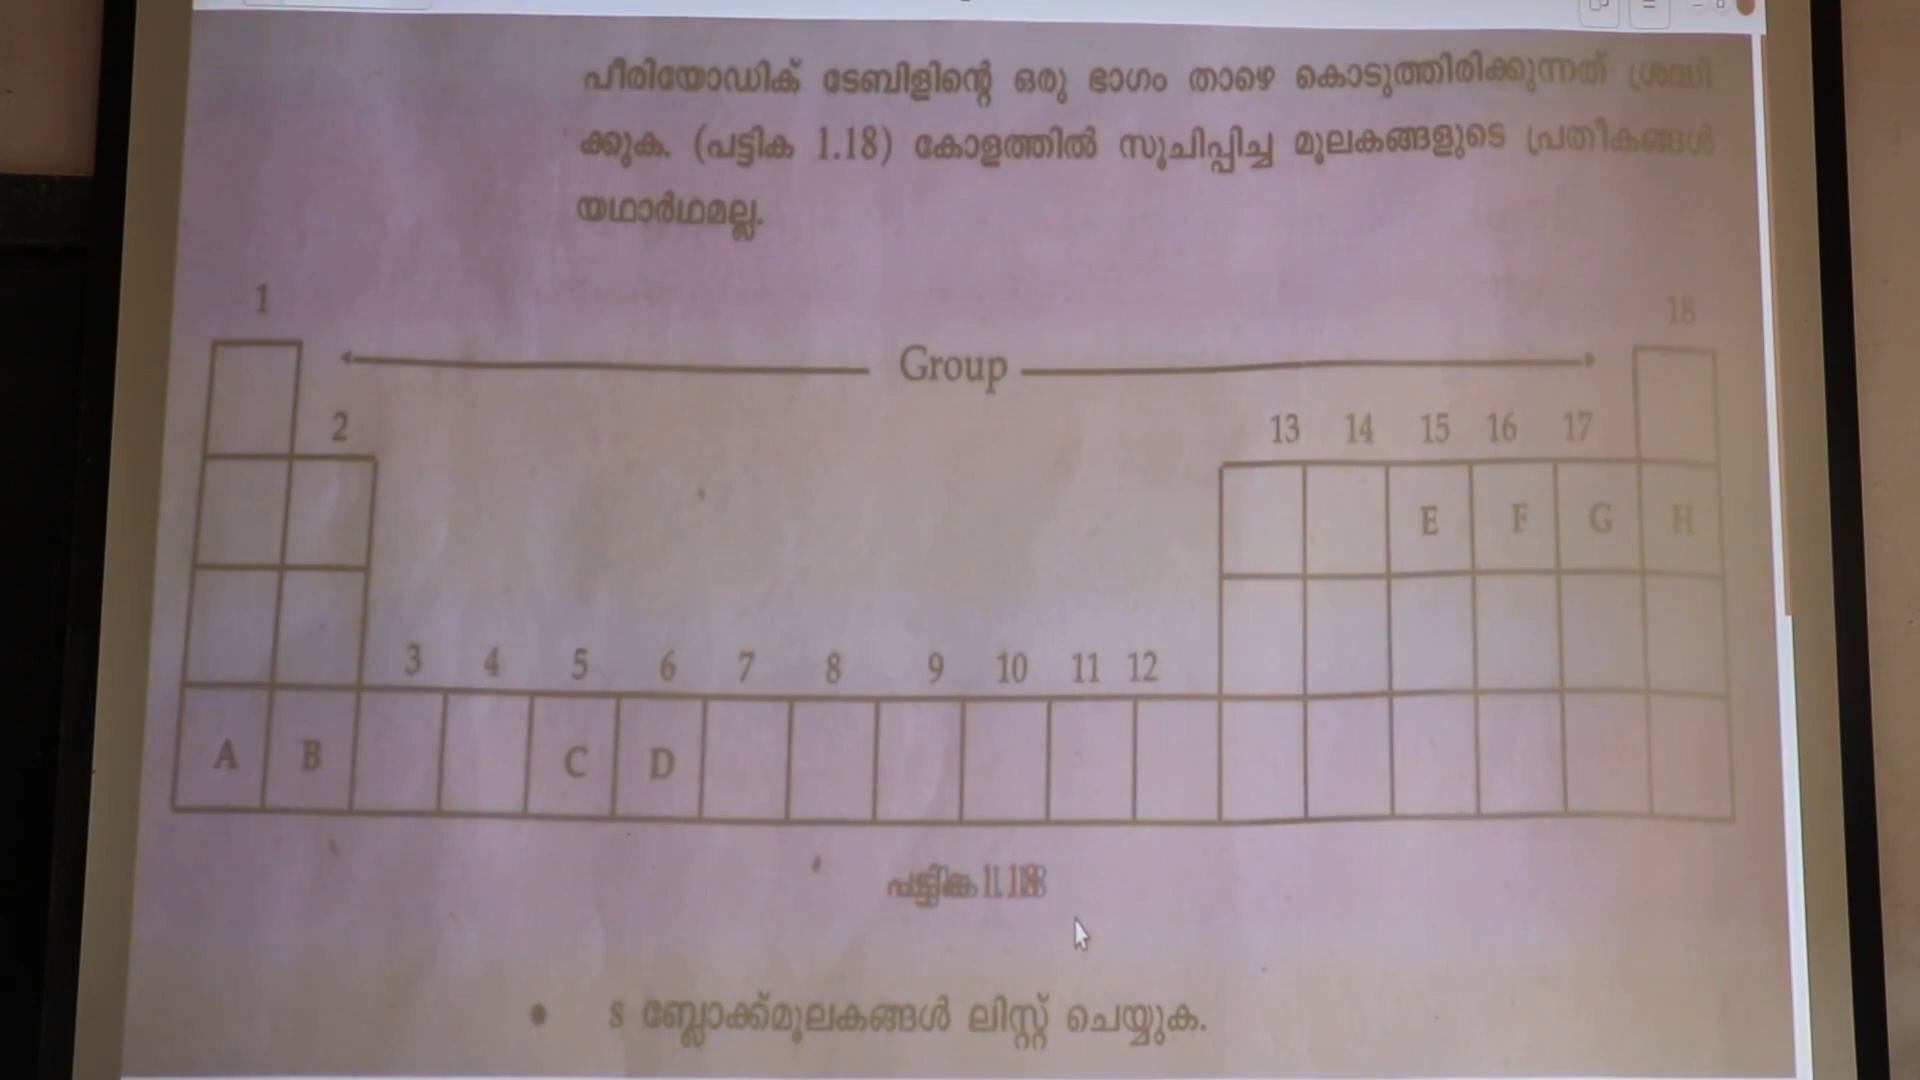 പീരിയോഡിക് ടേബിളിന്റെ ഒരു ഭാഗം താഴെ കൊടുത്തിരിക്കുന്നത് ശ്രദ്ധി
ക്കുക. (പട്ടിക 1.18) കോളത്തിൽ സൂചിപ്പിച്ച മൂലകങ്ങളുടെ പ്രതീകങ്ങൾ
യഥാർഥമല്ല.
1 18
Group
2 13 14 15 16 17
E F G H
3 4 5 6 7 8 9 10 11 12
A B C D
പട്ടിക 1.18
• s ബ്ലോക്ക്മൂലകങ്ങൾ ലിസ്റ്റ് ചെയ്യുക.